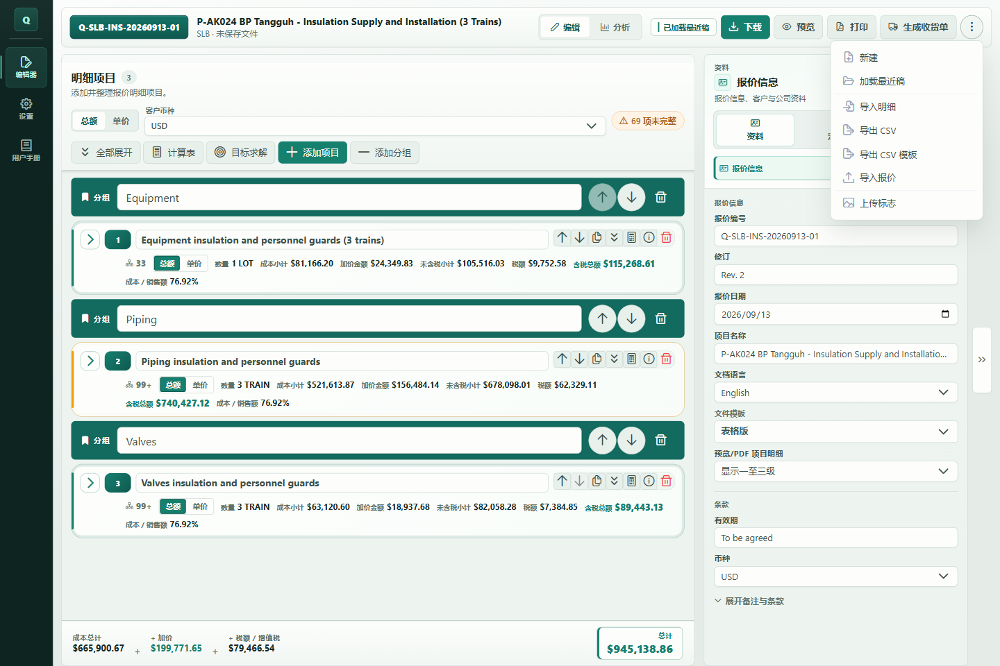 Q
编辑器
设置
用户手册
Q-SLB-INS-20260913-01
P-AK024 BP Tangguh - Insulation Supply and Installation (3 Trains)
SLB · 未保存文件
编辑
分析
已加载最近稿
下载
预览
打印
生成收货单
新建
加载最近稿
导入明细
导出 CSV
导出 CSV 模板
导入报价
上传标志
明细项目 3
添加并整理报价明细项目。
总额 单价
客户币种
USD
69 项未完整
全部展开
计算表
目标求解
添加项目
添加分组
分组 Equipment
1 Equipment insulation and personnel guards (3 trains)
33 总额 单价 数量 1 LOT 成本小计 $81,166.20 加价金额 $24,349.83 未含税小计 $105,516.03 税额 $9,752.58 含税总额 $115,268.61
成本 / 销售额 76.92%
分组 Piping
2 Piping insulation and personnel guards
99+ 总额 单价 数量 3 TRAIN 成本小计 $521,613.87 加价金额 $156,484.14 未含税小计 $678,098.01 税额 $62,329.11
含税总额 $740,427.12 成本 / 销售额 76.92%
分组 Valves
3 Valves insulation and personnel guards
99+ 总额 单价 数量 3 TRAIN 成本小计 $63,120.60 加价金额 $18,937.68 未含税小计 $82,058.28 税额 $7,384.85 含税总额 $89,443.13
成本 / 销售额 76.92%
成本总计
$665,900.67
+
+ 加价
$199,771.65
+
+ 税额 / 增值税
$79,466.54
总计
$945,138.86
资料
报价信息
报价信息、客户与公司资料
资料
报价信息
报价信息
报价编号
Q-SLB-INS-20260913-01
修订
Rev. 2
报价日期
2026/09/13
项目名称
P-AK024 BP Tangguh - Insulation Supply and Installatio...
文档语言
English
文件模板
表格版
预览/PDF 项目明细
显示一至三级
条款
有效期
To be agreed
币种
USD
展开备注与条款